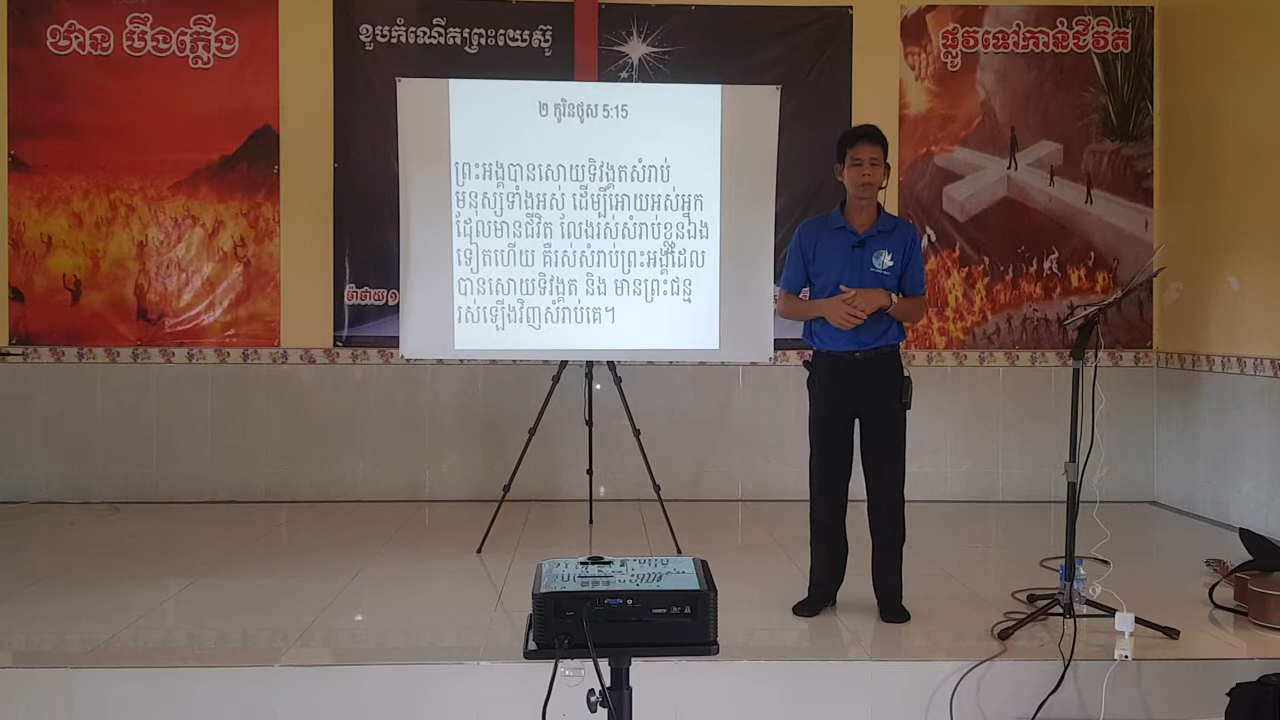 ឋាន បឹងភ្លើង
ខួបកំណើតព្រះយេស៊ូ
ផ្លូវទៅកាន់ជីវិត
២ កូរិនថូស 5:15
ព្រះអង្គបានសោយទិវង្គតសំរាប់
មនុស្សទាំងអស់ ដើម្បីអោយអស់អ្នក
ដែលមានជីវិត លែងរស់សំរាប់ខ្លួនឯង
ទៀតហើយ គឺរស់សំរាប់ព្រះអង្គដែល
បានសោយទិវង្គត និង មានព្រះជន្ម
រស់ឡើងវិញសំរាប់គេ។
ម៉ាថាយ ១